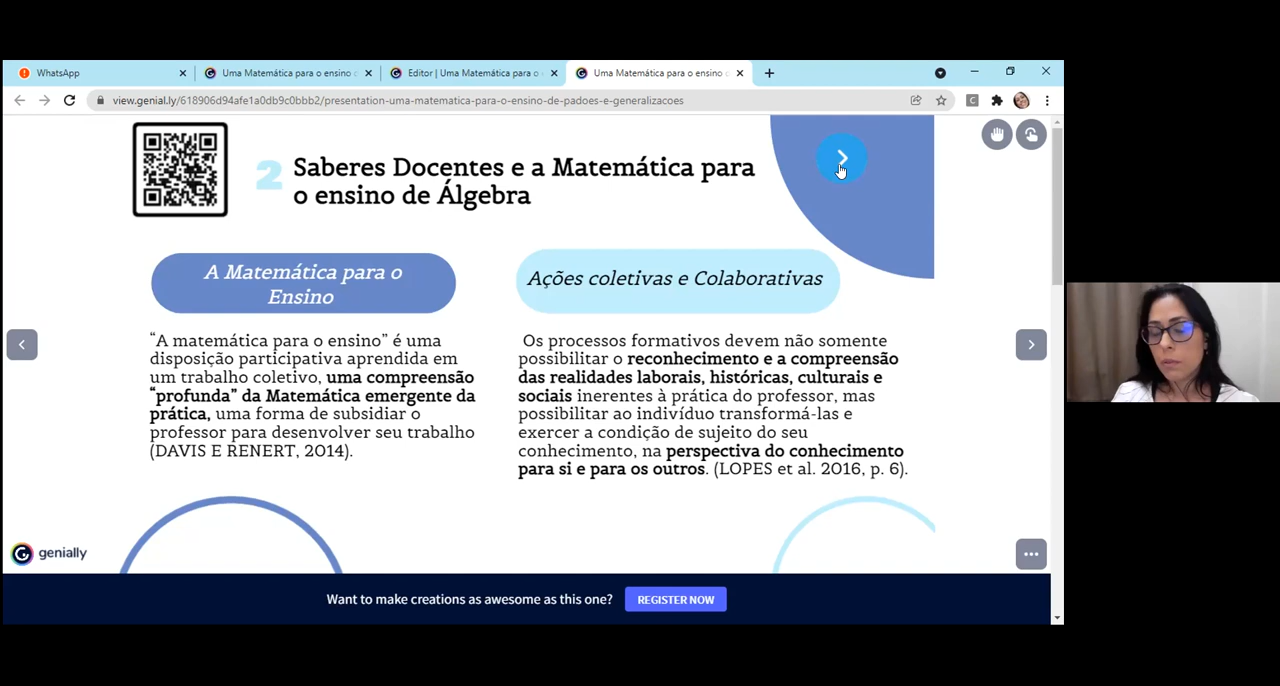 WhatsApp
Uma Matemática para o ensino
Editor | Uma Matemática para o
Uma Matemática para o ensino
view.genial.ly/618906d94afe1a0db9c0bbb2/presentation-uma-matematica-para-o-ensino-de-padoes-e-generalizacoes
C
2
Saberes Docentes e a Matemática para
o ensino de Álgebra
A Matemática para o
Ensino
“A matemática para o ensino” é uma
disposição participativa aprendida em
um trabalho coletivo, uma compreensão
“profunda” da Matemática emergente da
prática, uma forma de subsidiar o
professor para desenvolver seu trabalho
(DAVIS E RENERT, 2014).
Ações coletivas e Colaborativas
Os processos formativos devem não somente
possibilitar o reconhecimento e a compreensão
das realidades laborais, históricas, culturais e
sociais inerentes à prática do professor, mas
possibilitar ao indivíduo transformá-las e
exercer a condição de sujeito do seu
conhecimento, na perspectiva do conhecimento
para si e para os outros. (LOPES et al. 2016, p. 6).
genially
Want to make creations as awesome as this one?
REGISTER NOW